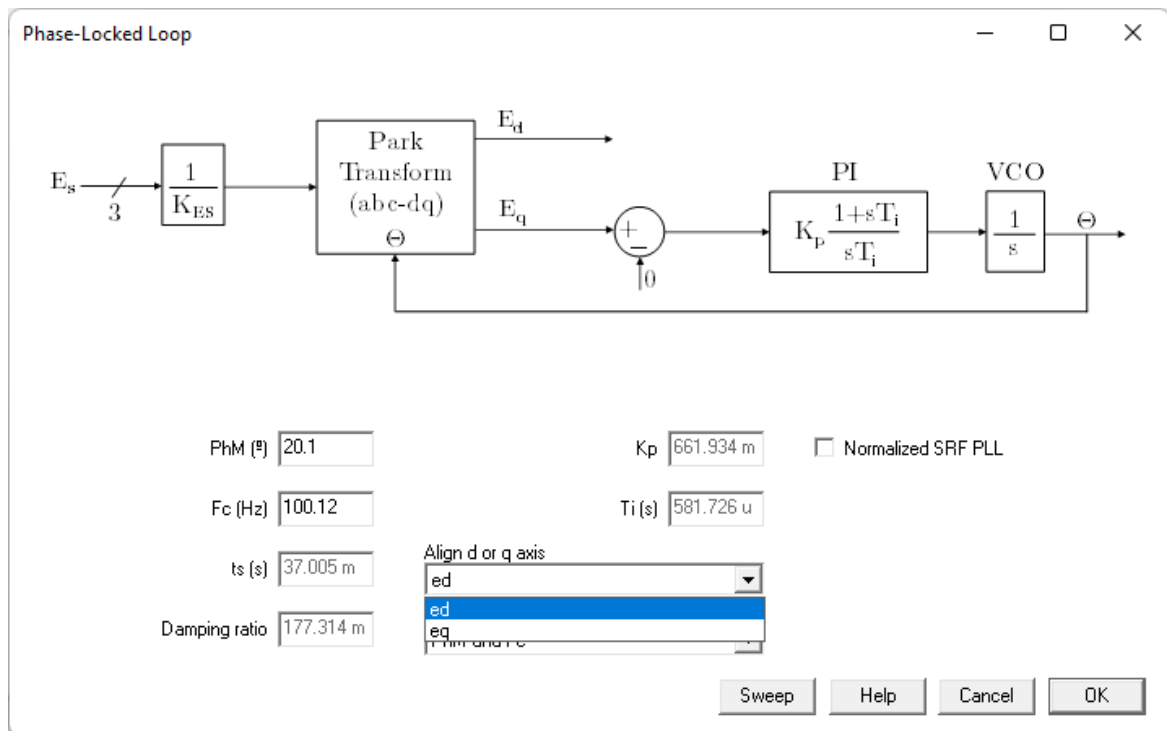 Phase-Locked Loop
E_s
3
1
K_ES
Park
Transform
(abc-dq)
Θ
E_d
E_q
+
−
0
PI
K_p 1+sT_i
sT_i
VCO
1
s
Θ
PhM (º) 20.1
Kp 661.934 m
Normalized SRF PLL
Fc (Hz) 100.12
Ti (s) 581.726 u
ts (s) 37.005 m
Align d or q axis
ed
ed
eq
Damping ratio 177.314 m
Sweep Help Cancel OK